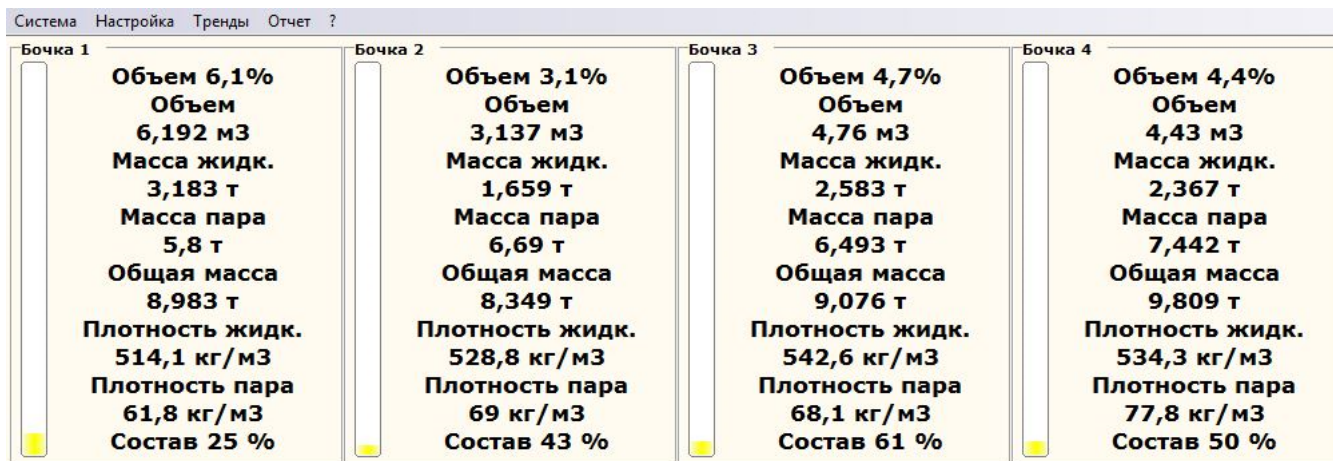 Система Настройка Тренды Отчет ?
Бочка 1
Объем 6,1%
Объем
6,192 м3
Масса жидк.
3,183 т
Масса пара
5,8 т
Общая масса
8,983 т
Плотность жидк.
514,1 кг/м3
Плотность пара
61,8 кг/м3
Состав 25 %
Бочка 2
Объем 3,1%
Объем
3,137 м3
Масса жидк.
1,659 т
Масса пара
6,69 т
Общая масса
8,349 т
Плотность жидк.
528,8 кг/м3
Плотность пара
69 кг/м3
Состав 43 %
Бочка 3
Объем 4,7%
Объем
4,76 м3
Масса жидк.
2,583 т
Масса пара
6,493 т
Общая масса
9,076 т
Плотность жидк.
542,6 кг/м3
Плотность пара
68,1 кг/м3
Состав 61 %
Бочка 4
Объем 4,4%
Объем
4,43 м3
Масса жидк.
2,367 т
Масса пара
7,442 т
Общая масса
9,809 т
Плотность жидк.
534,3 кг/м3
Плотность пара
77,8 кг/м3
Состав 50 %